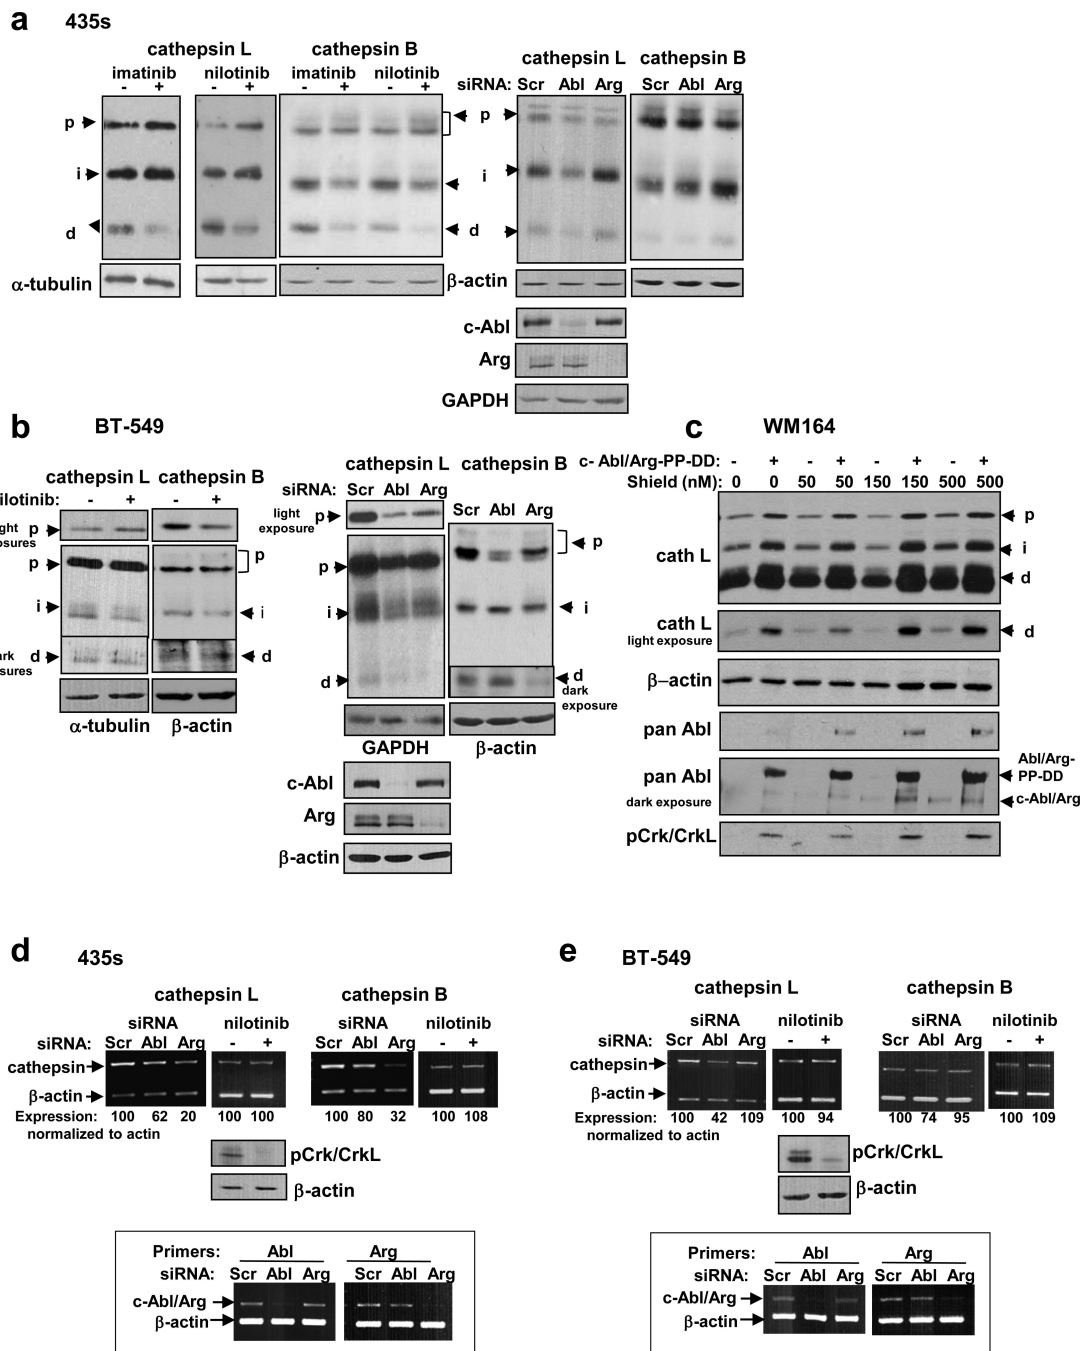 a 435s
cathepsin L cathepsin B
imatinib nilotinib imatinib nilotinib
- + - + - + - +
cathepsin L cathepsin B
siRNA: Scr Abl Arg Scr Abl Arg
p p
i i
d d
α-tubulin β-actin
c-Abl
Arg
GAPDH
b BT-549
cathepsin L cathepsin B
ilotinib: - + - +
ght
osures
p
p p
i i
ark
sures
d d
α-tubulin β-actin
cathepsin L cathepsin B
siRNA: Scr Abl Arg
Scr Abl Arg
light
exposure
p
p p
i i
d d
dark
exposure
GAPDH β-actin
c-Abl
Arg
β-actin
c WM164
c- Abl/Arg-PP-DD: - + - + - + - +
Shield (nM): 0 0 50 50 150 150 500 500
cath L p
i
d
cath L
light exposure
d
β-actin
pan Abl
pan Abl
dark exposure
Abl/Arg-
PP-DD
c-Abl/Arg
pCrk/CrkL
d 435s
cathepsin L cathepsin B
siRNA nilotinib siRNA nilotinib
siRNA: Scr Abl Arg - + Scr Abl Arg - +
cathepsin
β-actin
Expression: 100 62 20 100 100 100 80 32 100 108
normalized to actin
pCrk/CrkL
β-actin
Primers: Abl Arg
siRNA: Scr Abl Arg Scr Abl Arg
c-Abl/Arg
β-actin
e BT-549
cathepsin L cathepsin B
siRNA nilotinib siRNA nilotinib
siRNA: Scr Abl Arg - + Scr Abl Arg - +
cathepsin
β-actin
Expression: 100 42 109 100 94 100 74 95 100 109
normalized to actin
pCrk/CrkL
β-actin
Primers: Abl Arg
siRNA: Scr Abl Arg Scr Abl Arg
c-Abl/Arg
β-actin